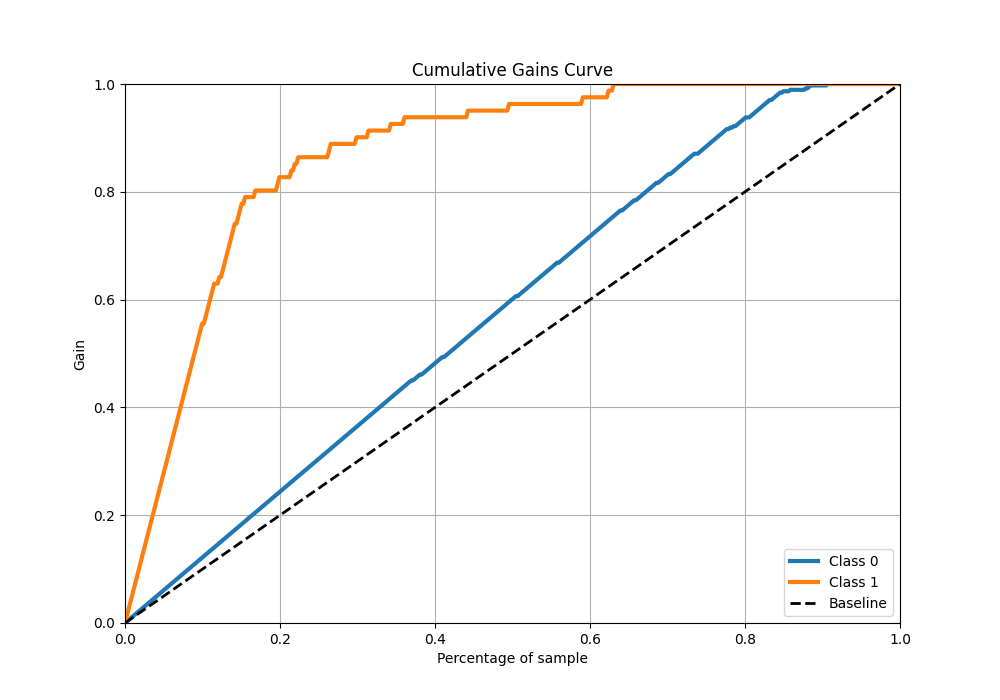 Cumulative Gains Curve
1.0
0.8
0.6
0.4
0.2
0.0
Gain
0.0 0.2 0.4 0.6 0.8 1.0
Percentage of sample
Class 0
Class 1
Baseline